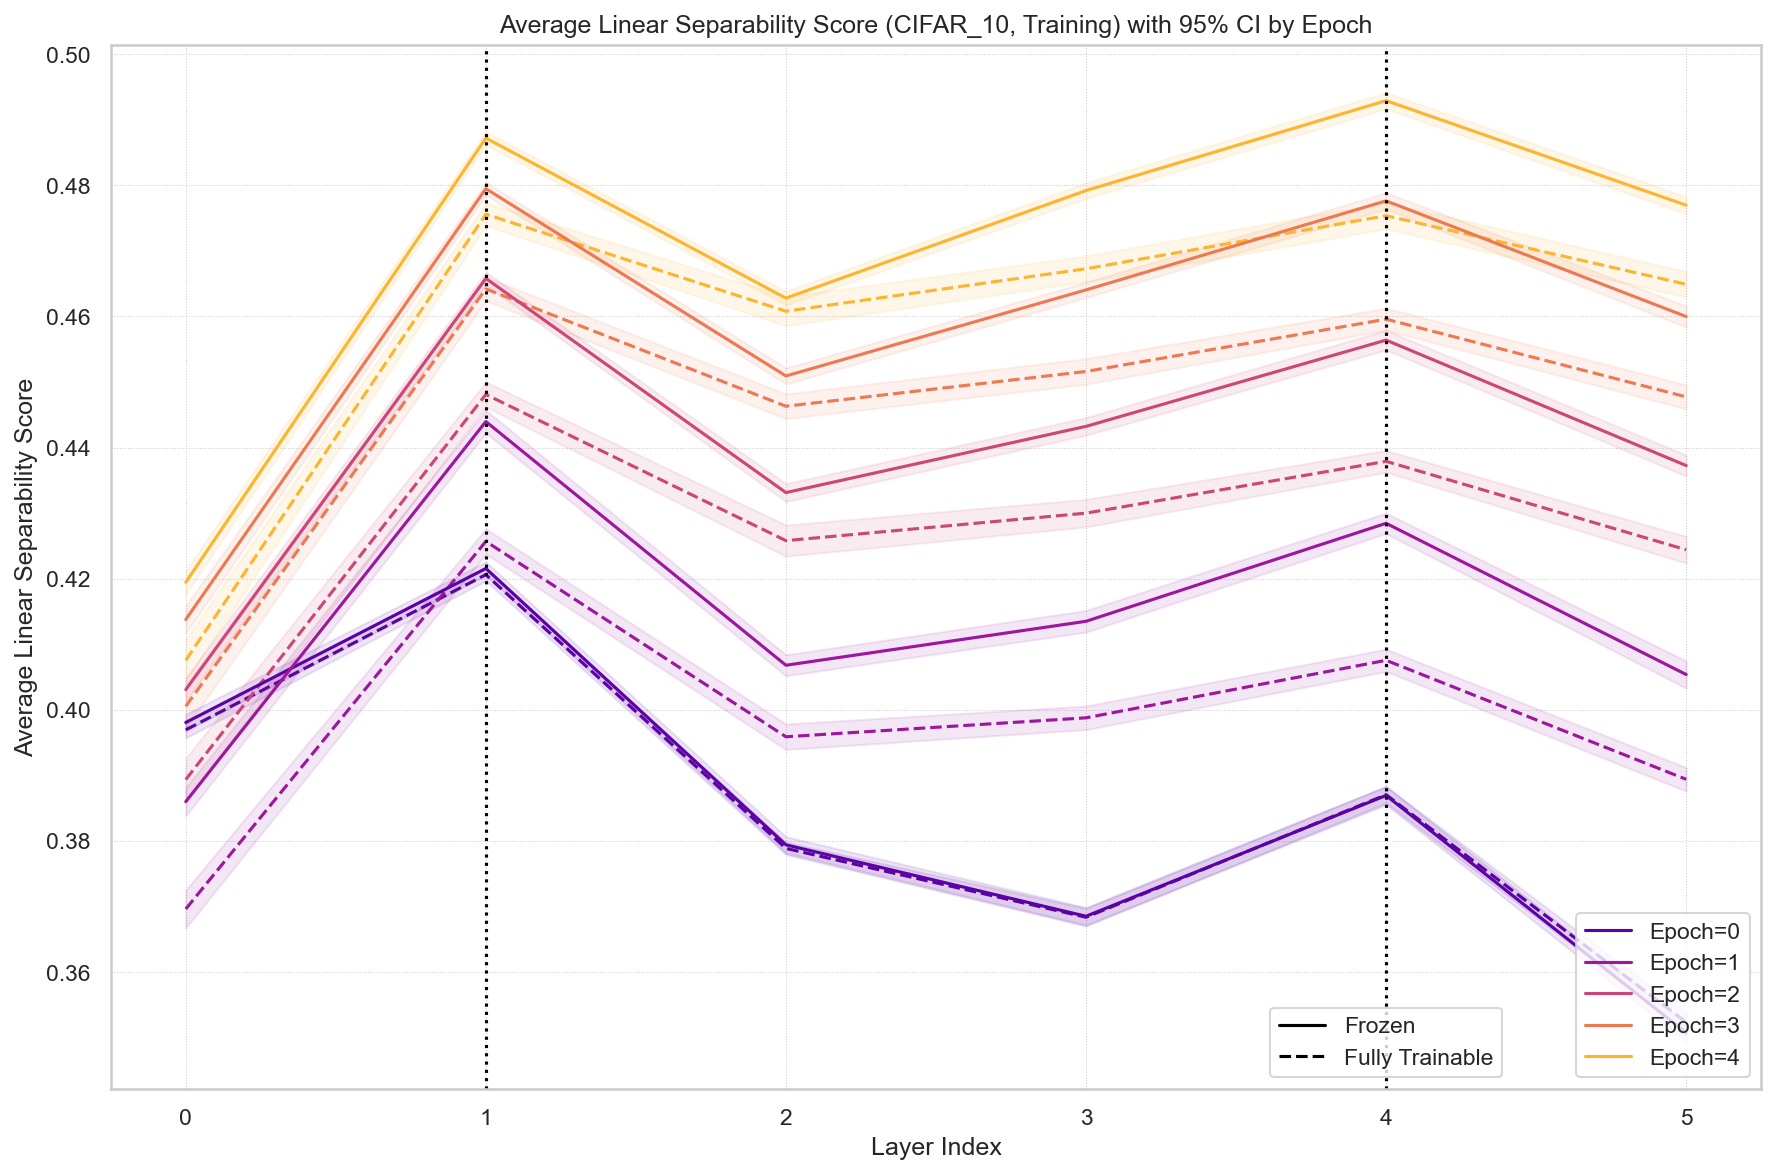 Average Linear Separability Score (CIFAR_10, Training) with 95% CI by Epoch
Average Linear Separability Score
0.50
0.48
0.46
0.44
0.42
0.40
0.38
0.36
0
1
2
3
4
5
Layer Index
Frozen
Fully Trainable
Epoch=0
Epoch=1
Epoch=2
Epoch=3
Epoch=4